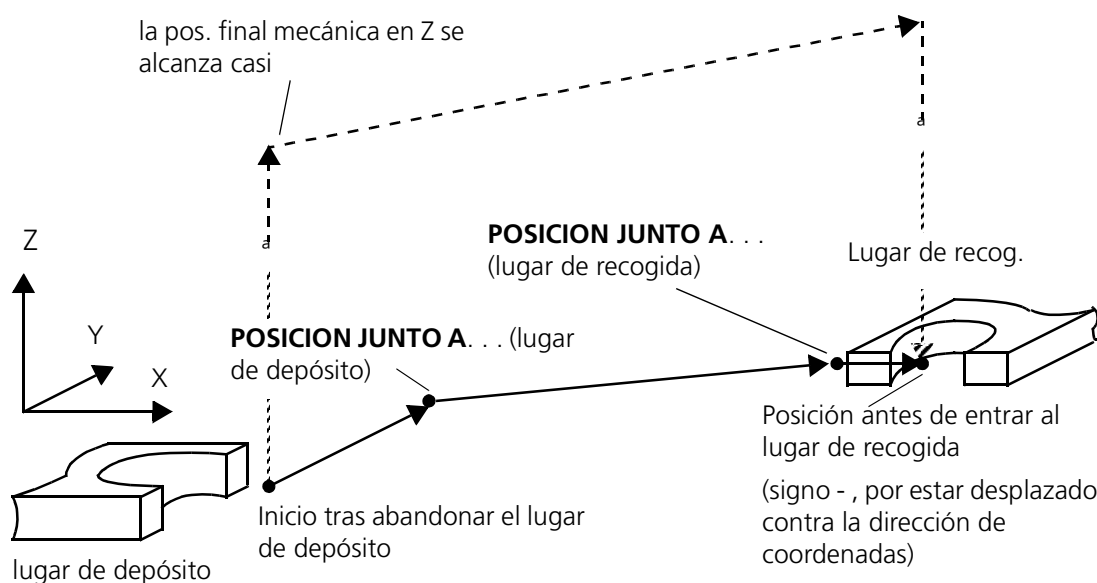 la pos. final mecánica en Z se
alcanza casi
a
a
Z
Y
X
POSICION JUNTO A. . .
(lugar de recogida)
Lugar de recog.
POSICION JUNTO A. . . (lugar
de depósito)
Posición antes de entrar al
lugar de recogida
(signo - , por estar desplazado
contra la dirección de
coordenadas)
Inicio tras abandonar el lugar
de depósito
lugar de depósito